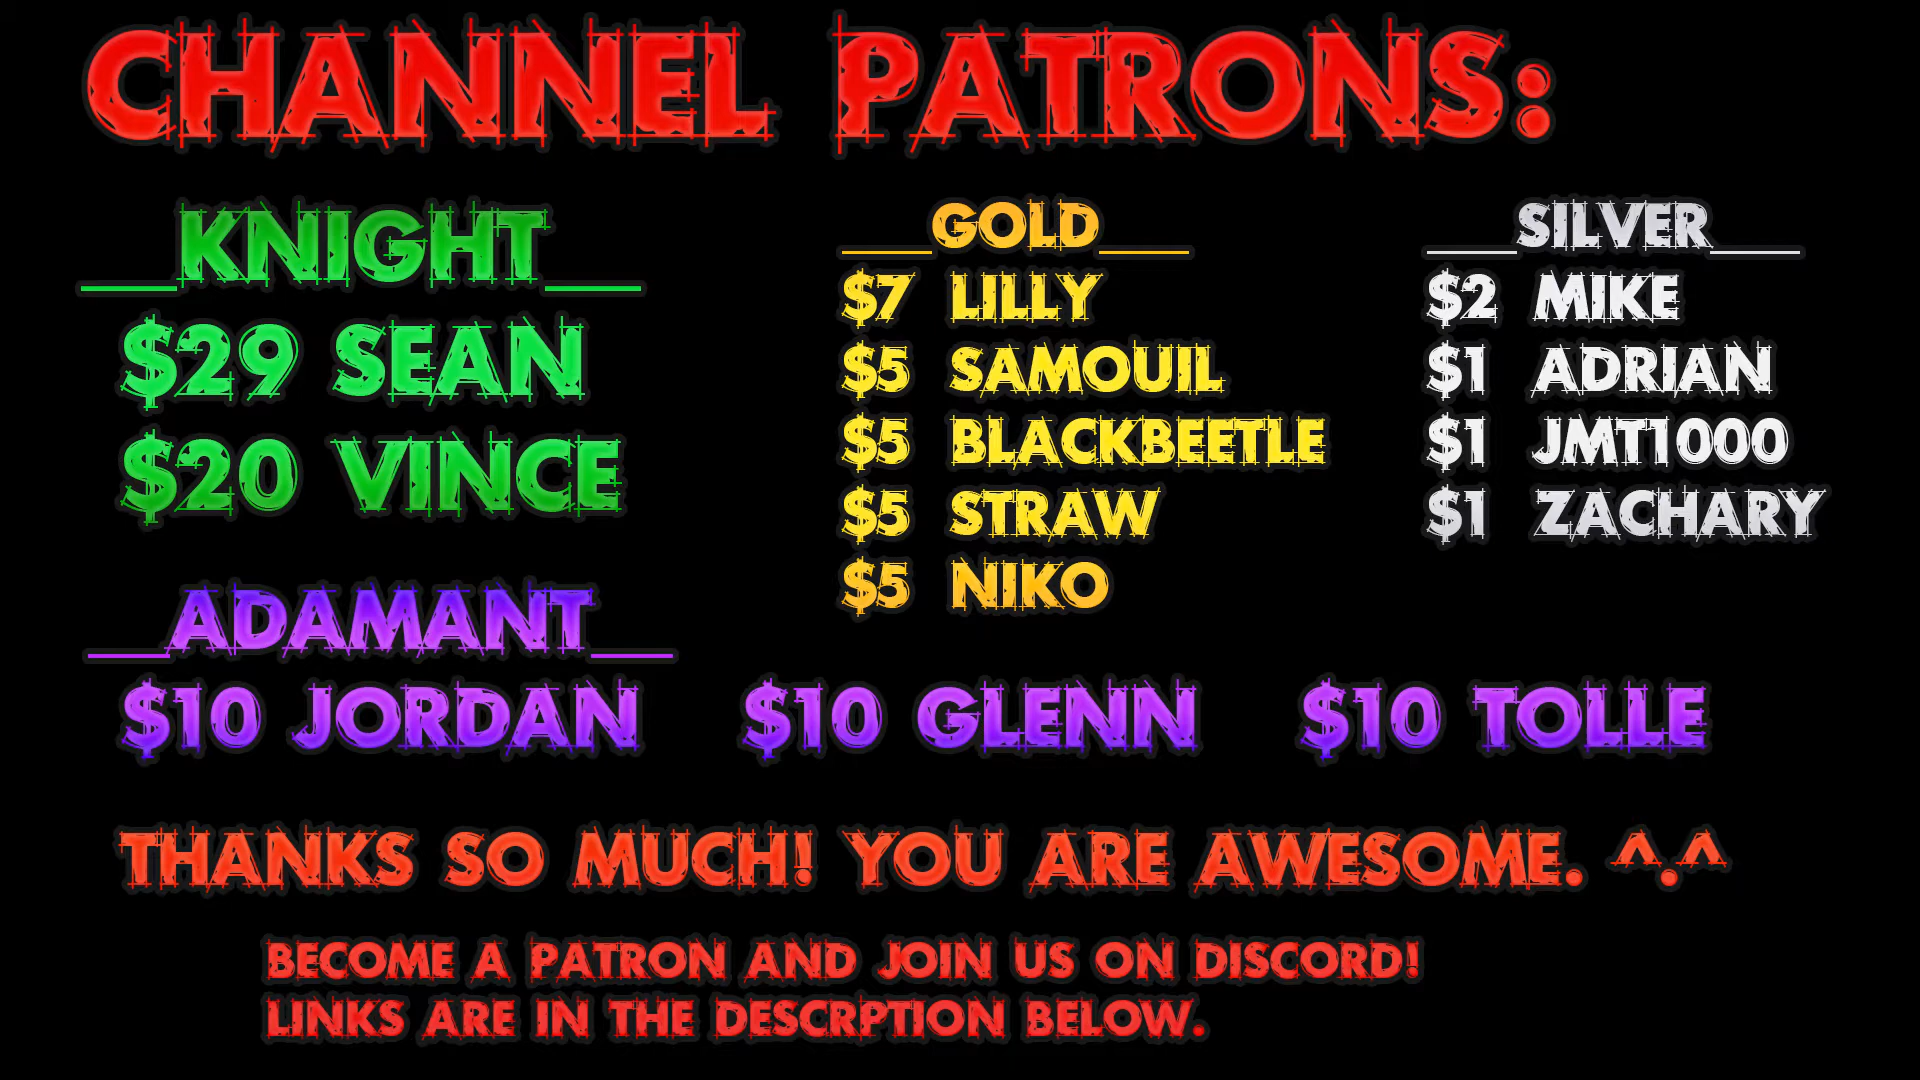 CHANNEL PATRONS:
___KNIGHT___
$29 SEAN
$20 VINCE
___GOLD___
$7 LILLY
$5 SAMOUIL
$5 BLACKBEETLE
$5 STRAW
$5 NIKO
___SILVER___
$2 MIKE
$1 ADRIAN
$1 JMT1000
$1 ZACHARY
___ADAMANT___
$10 JORDAN $10 GLENN $10 TOLLE
THANKS SO MUCH! YOU ARE AWESOME. ^.^
BECOME A PATRON AND JOIN US ON DISCORD!
LINKS ARE IN THE DESCRPTION BELOW.